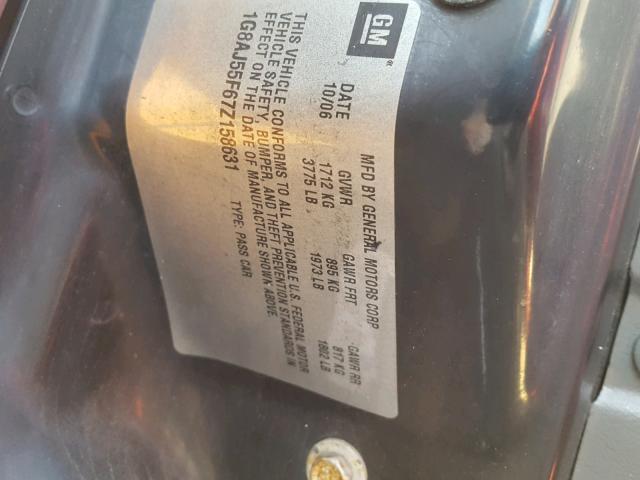 GM
MFD BY GENERAL MOTORS CORP
DATE GVWR GAWR FRT GAWR RR
10/06 1712 KG 895 KG 817 KG
3775 LB 1973 LB 1802 LB
THIS VEHICLE CONFORMS TO ALL APPLICABLE U.S. FEDERAL MOTOR
VEHICLE SAFETY, BUMPER, AND THEFT PREVENTION STANDARDS IN
EFFECT ON THE DATE OF MANUFACTURE SHOWN ABOVE.
1G8AJ55F67Z158631 TYPE: PASS CAR